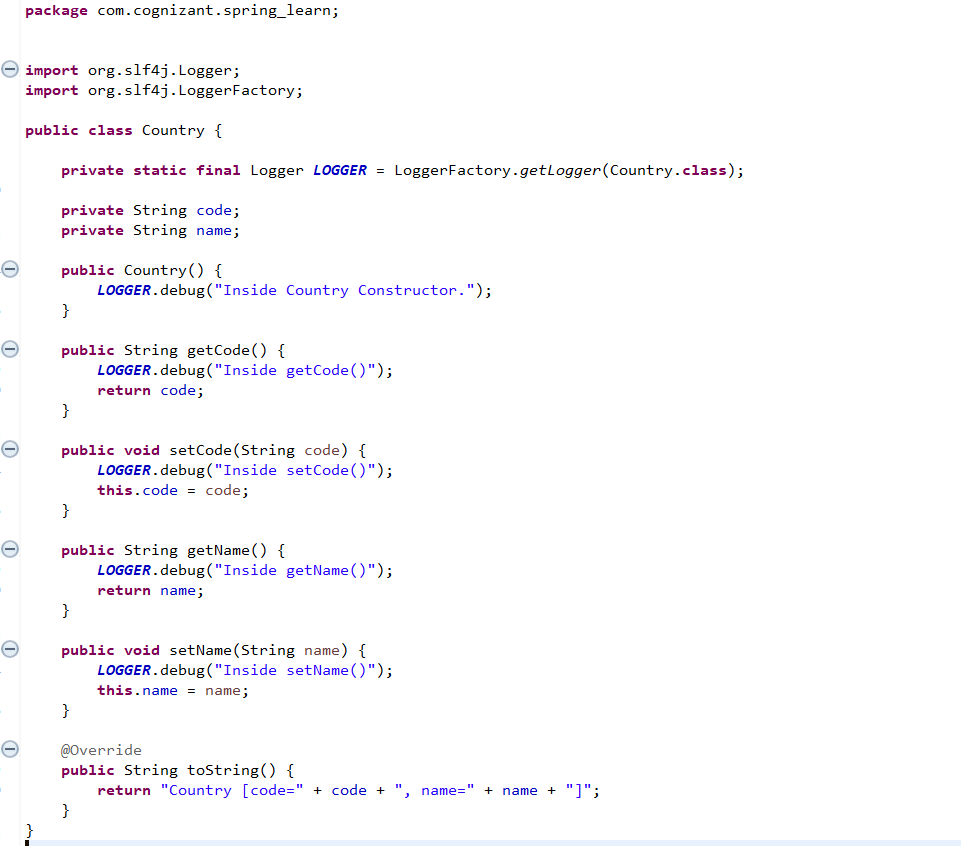 package com.cognizant.spring_learn;
import org.slf4j.Logger;
import org.slf4j.LoggerFactory;
public class Country {
private static final Logger LOGGER = LoggerFactory.getLogger(Country.class);
private String code;
private String name;
public Country() {
LOGGER.debug("Inside Country Constructor.");
}
public String getCode() {
LOGGER.debug("Inside getCode()");
return code;
}
public void setCode(String code) {
LOGGER.debug("Inside setCode()");
this.code = code;
}
public String getName() {
LOGGER.debug("Inside getName()");
return name;
}
public void setName(String name) {
LOGGER.debug("Inside setName()");
this.name = name;
}
@Override
public String toString() {
return "Country [code=" + code + ", name=" + name + "]";
}
}